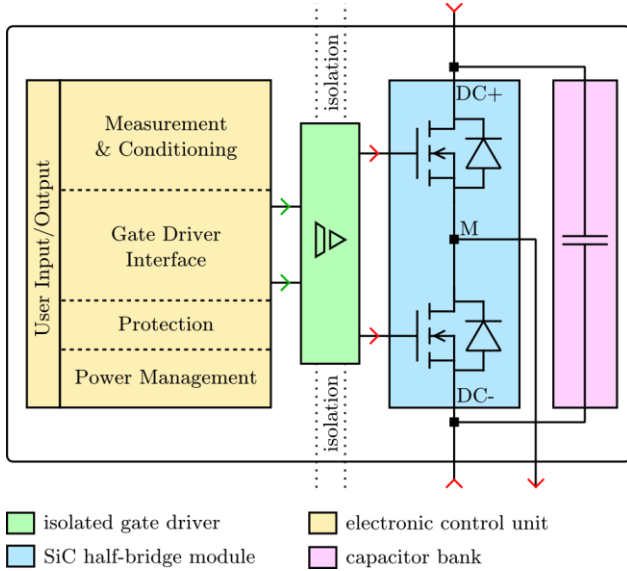 isolation
User Input/Output
Measurement
& Conditioning
Gate Driver
Interface
Protection
Power Management
DC+
M
DC-
isolation
isolated gate driver
electronic control unit
SiC half-bridge module
capacitor bank